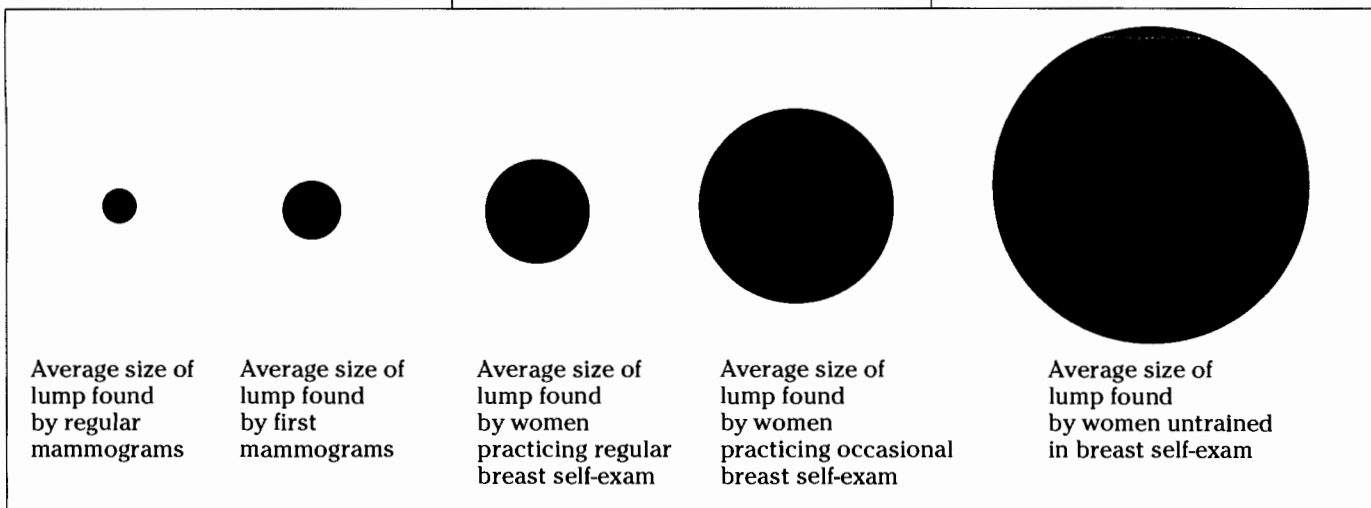 Average size of
lump found
by regular
mammograms
Average size of
lump found
by first
mammograms
Average size of
lump found
by women
practicing regular
breast self-exam
Average size of
lump found
by women
practicing occasional
breast self-exam
Average size of
lump found
by women untrained
in breast self-exam